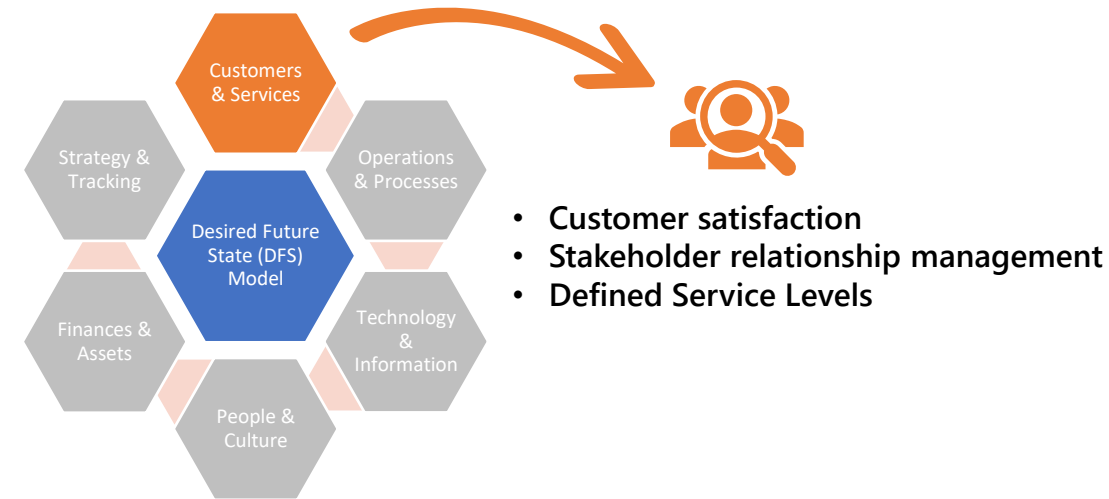 Customers
& Services
Strategy &
Tracking
Operations
& Processes
Desired Future
State (DFS)
Model
Finances &
Assets
Technology
&
Information
People &
Culture
• Customer satisfaction
• Stakeholder relationship management
• Defined Service Levels